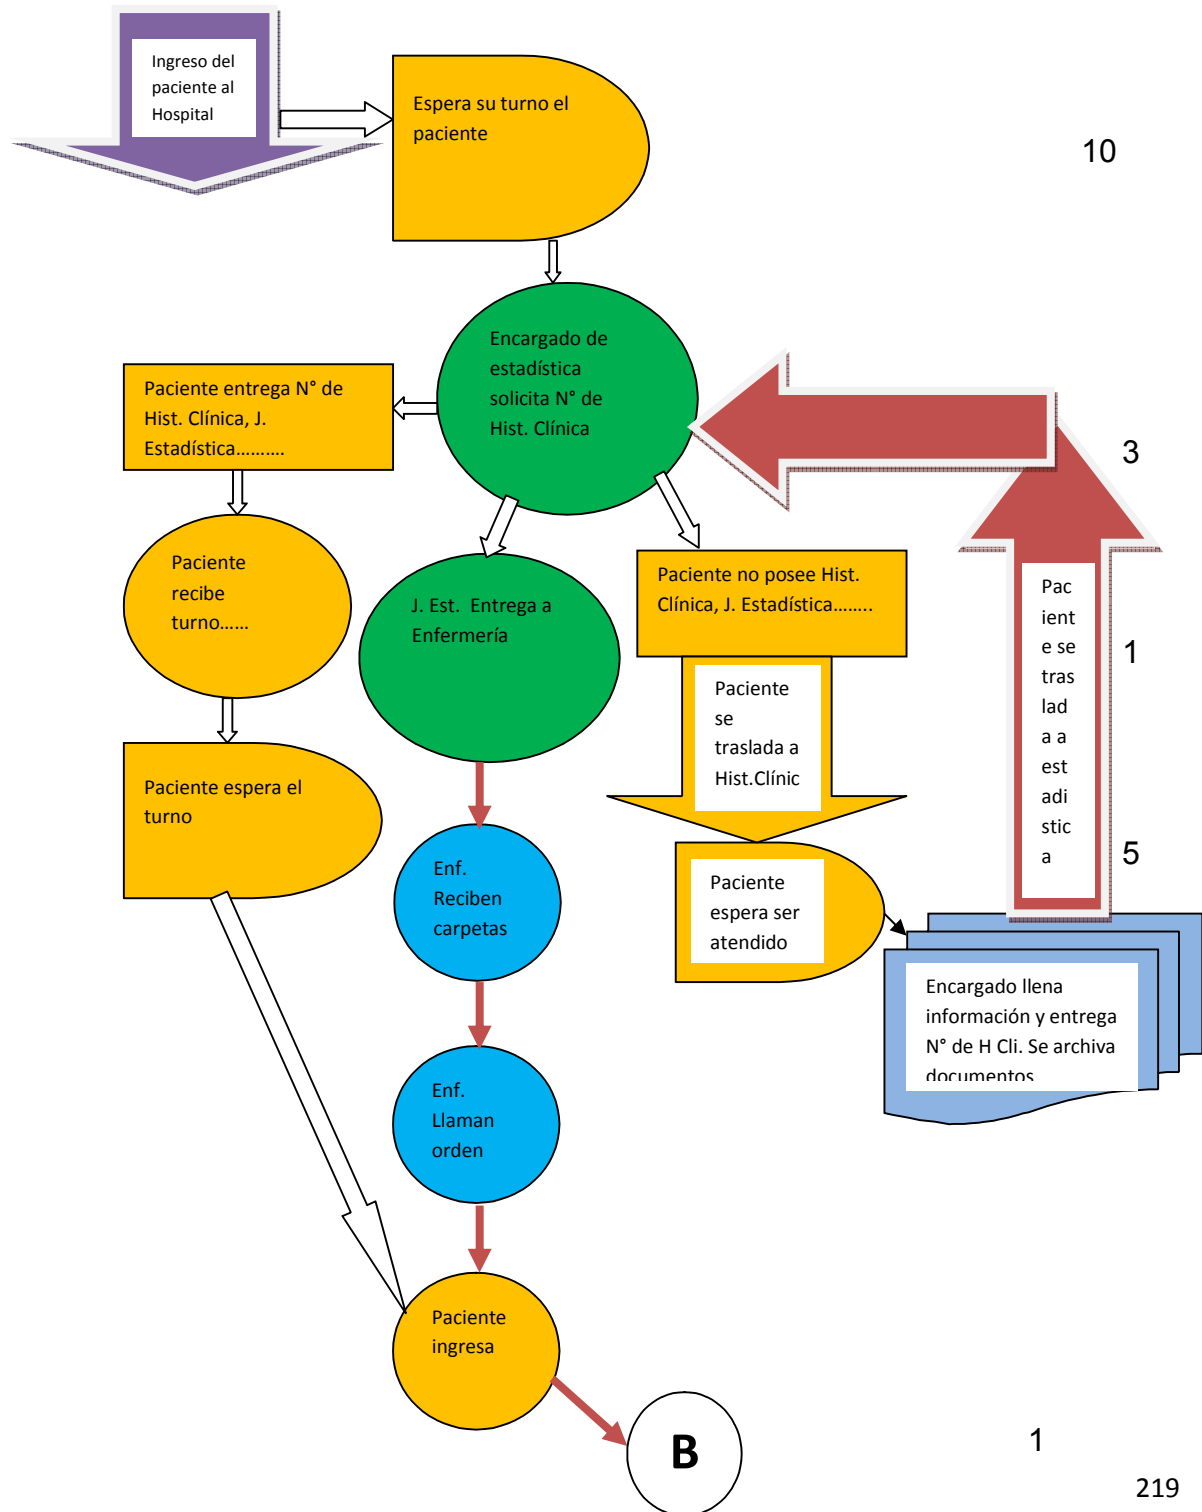 Ingreso del
paciente al
Hospital
Espera su turno el
paciente
10
Encargado de
estadística
solicita N° de
Hist. Clínica
Paciente entrega N° de
Hist. Clínica, J.
Estadística……….
3
Paciente
recibe
turno……
J. Est. Entrega a
Enfermería
Paciente no posee Hist.
Clínica, J. Estadística……..
Pac
ient
e se
tras
lad
a a
est
adi
stic
a
1
Paciente
se
traslada a
Hist.Clínic
Paciente espera el
turno
5
Enf.
Reciben
carpetas
Paciente
espera ser
atendido
Encargado llena
información y entrega
N° de H Cli. Se archiva
documentos
Enf.
Llaman
orden
Paciente
ingresa
B
1
219